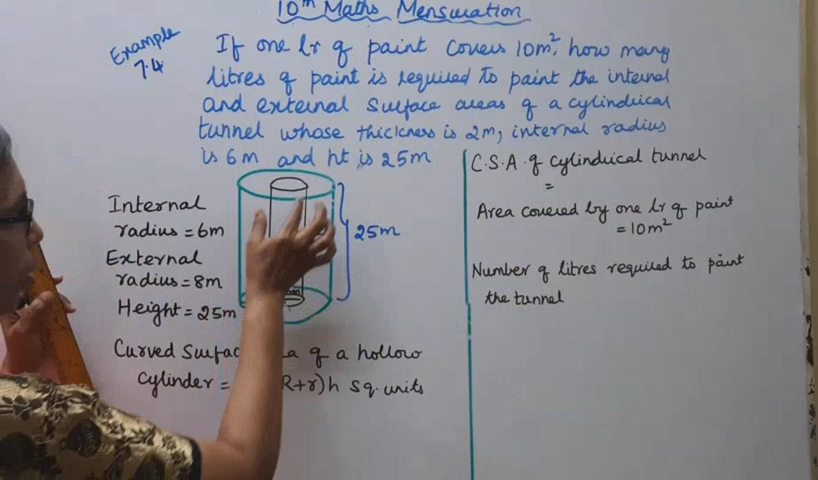 10th Maths Mensuration
Example
7.4
If one lr of paint covers 10m², how many
litres of paint is required to paint the internal
and external surface areas of a cylindrical
tunnel whose thickness is 2m, internal radius
is 6m and ht is 25m
Internal
radius = 6m
External
radius = 8m
Height = 25m
25m
Curved Surfac a of a hollow
cylinder = R+r)h sq. units
C.S.A. of cylindrical tunnel
=
Area covered by one lr of paint
= 10m²
Number of litres required to paint
the tunnel